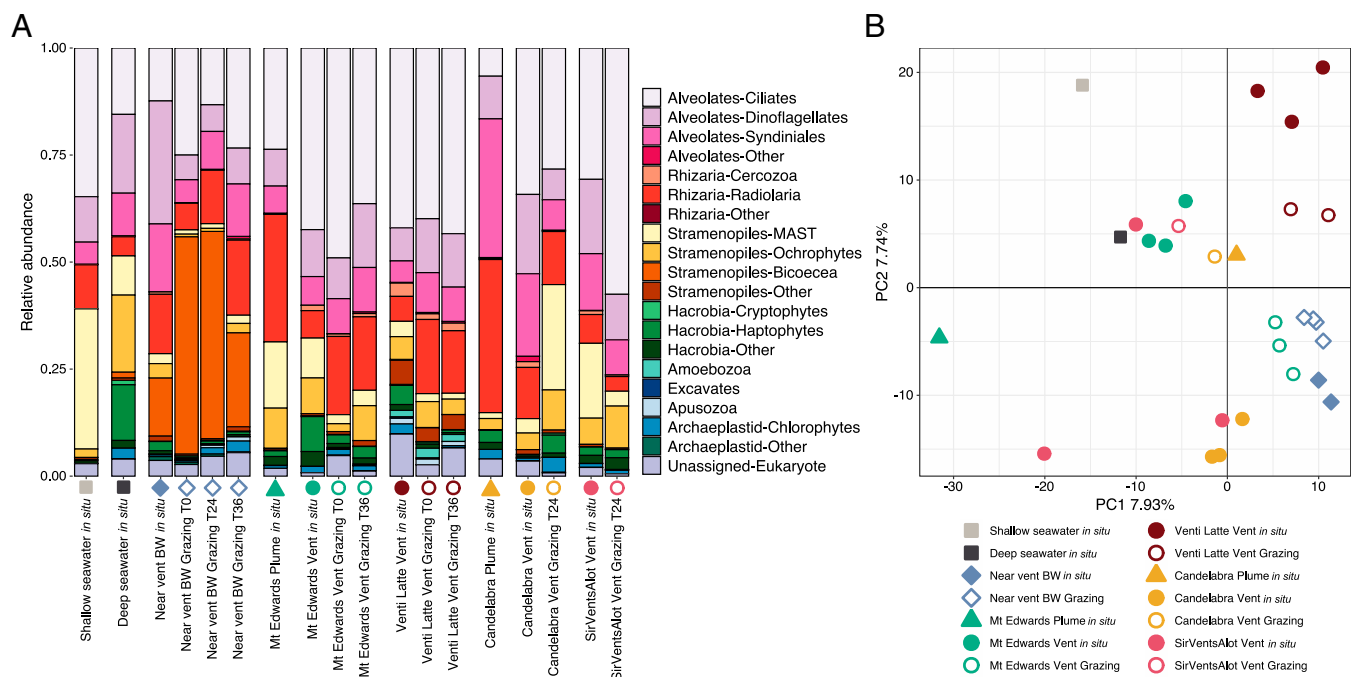 A
1.00
0.75
0.50
0.25
0.00
Relative abundance
Shallow seawater in situ
Deep seawater in situ
Near vent BW in situ
Near vent BW Grazing T0
Near vent BW Grazing T24
Near vent BW Grazing T36
Mt Edwards Plume in situ
Mt Edwards Vent in situ
Mt Edwards Vent Grazing T0
Mt Edwards Vent Grazing T36
Venti Latte Vent in situ
Venti Latte Vent Grazing T0
Venti Latte Vent Grazing T36
Candelabra Plume in situ
Candelabra Vent in situ
Candelabra Vent Grazing T24
SirVentsAlot Vent in situ
SirVentsAlot Vent Grazing T24
Alveolates-Ciliates
Alveolates-Dinoflagellates
Alveolates-Syndiniales
Alveolates-Other
Rhizaria-Cercozoa
Rhizaria-Radiolaria
Rhizaria-Other
Stramenopiles-MAST
Stramenopiles-Ochrophytes
Stramenopiles-Bicoecea
Stramenopiles-Other
Hacrobia-Cryptophytes
Hacrobia-Haptophytes
Hacrobia-Other
Amoebozoa
Excavates
Apusozoa
Archaeplastid-Chlorophytes
Archaeplastid-Other
Unassigned-Eukaryote
B
20
10
0
-10
PC2 7.74%
-30
-20
-10
0
10
PC1 7.93%
Shallow seawater in situ
Deep seawater in situ
Near vent BW in situ
Near vent BW Grazing
Mt Edwards Plume in situ
Mt Edwards Vent in situ
Mt Edwards Vent Grazing
Venti Latte Vent in situ
Venti Latte Vent Grazing
Candelabra Plume in situ
Candelabra Vent in situ
Candelabra Vent Grazing
SirVentsAlot Vent in situ
SirVentsAlot Vent Grazing